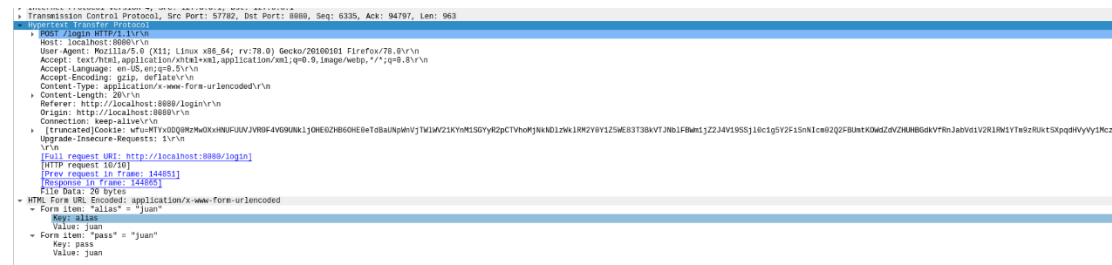 Transmission Control Protocol, Src Port: 57782, Dst Port: 8080, Seq: 6335, Ack: 94797, Len: 963
Hypertext Transfer Protocol
POST /login HTTP/1.1\r\n
Host: localhost:8080\r\n
User-Agent: Mozilla/5.0 (X11; Linux x86_64; rv:78.0) Gecko/20100101 Firefox/78.0\r\n
Accept: text/html,application/xhtml+xml,application/xml;q=0.9,image/webp,*/*;q=0.8\r\n
Accept-Language: en-US,en;q=0.5\r\n
Accept-Encoding: gzip, deflate\r\n
Content-Type: application/x-www-form-urlencoded\r\n
Content-Length: 20\r\n
Referer: http://localhost:8080/login\r\n
Origin: http://localhost:8080\r\n
Connection: keep-alive\r\n
[truncated]Cookie:
Upgrade-Insecure-Requests: 1\r\n
\r\n
[Full request URI: http://localhost:8080/login]
[HTTP request 10/10]
[Prev request in frame: 144851]
[Response in frame: 144865]
File Data: 20 bytes
HTML Form URL Encoded: application/x-www-form-urlencoded
Form item: "alias" = "juan"
Key: alias
Value: juan
Form item: "pass" = "juan"
Key: pass
Value: juan